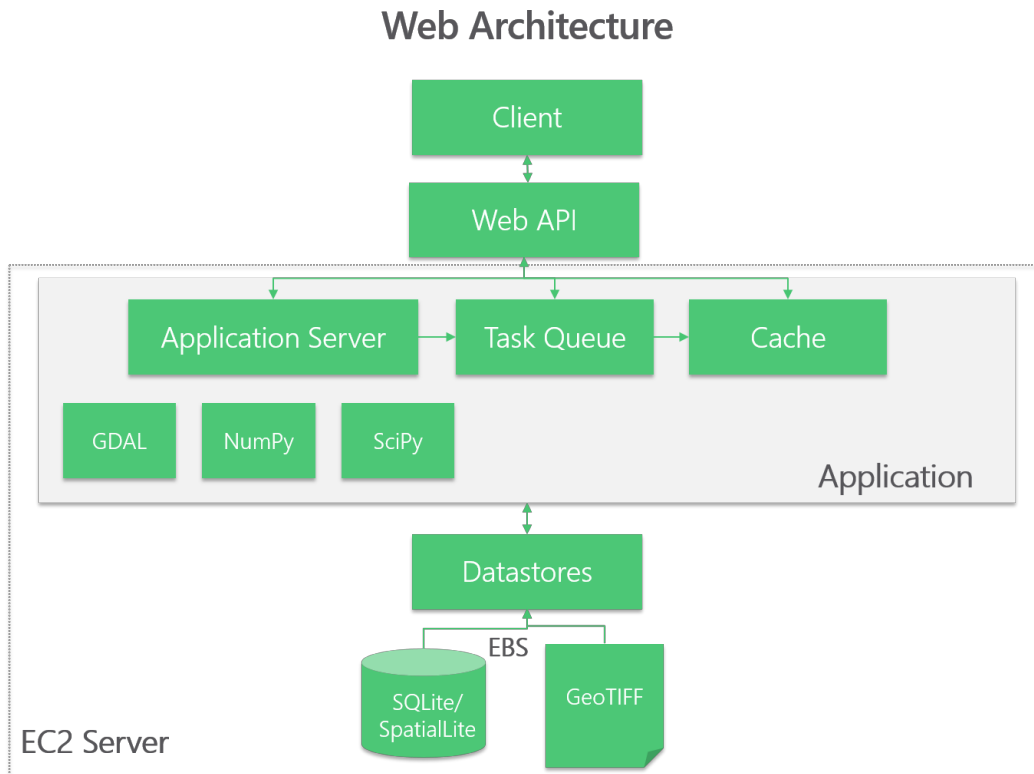 Web Architecture
Client
Web API
Application Server
Task Queue
Cache
GDAL
NumPy
SciPy
Application
Datastores
EBS
SQLite/
SpatialLite
GeoTIFF
EC2 Server